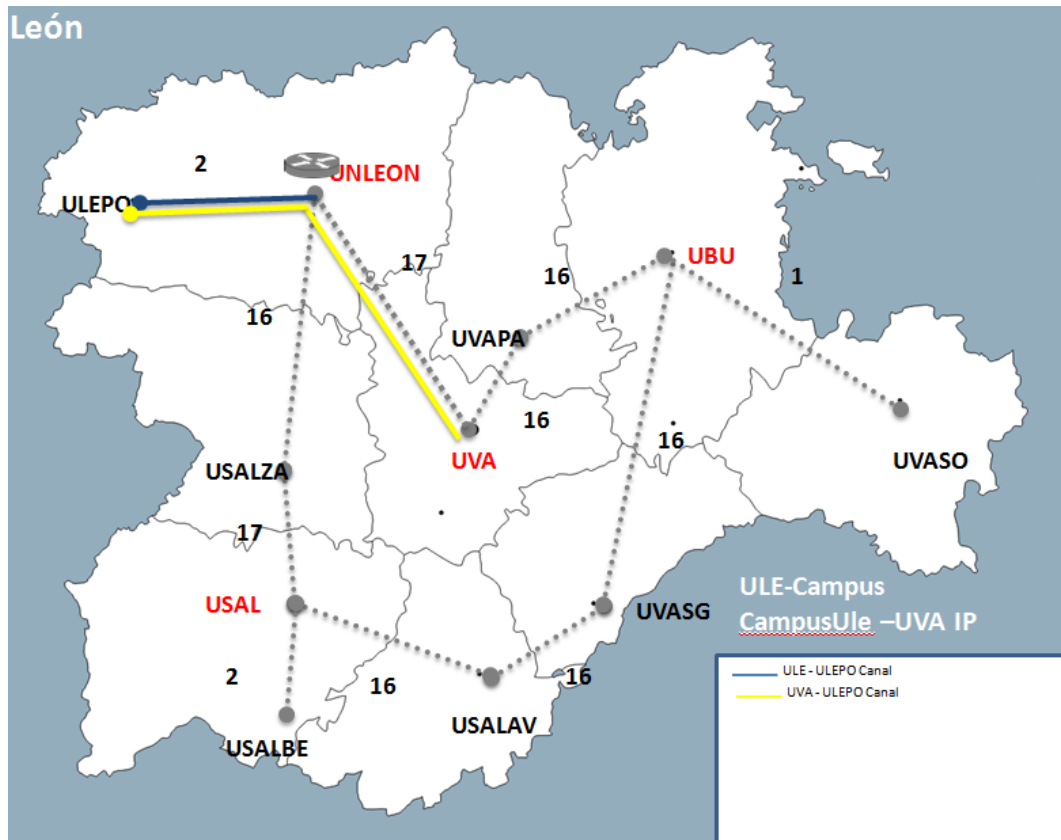 León
2
UNLEON
ULEPO
17
16
UBU
1
16
UVAPA
16
UVA
16
UVASO
USALZA
17
USAL
UVASG
ULE-Campus
CampusUle –UVA IP
2
16
16
USALAV
USALBE
ULE - ULEPO Canal
UVA - ULEPO Canal